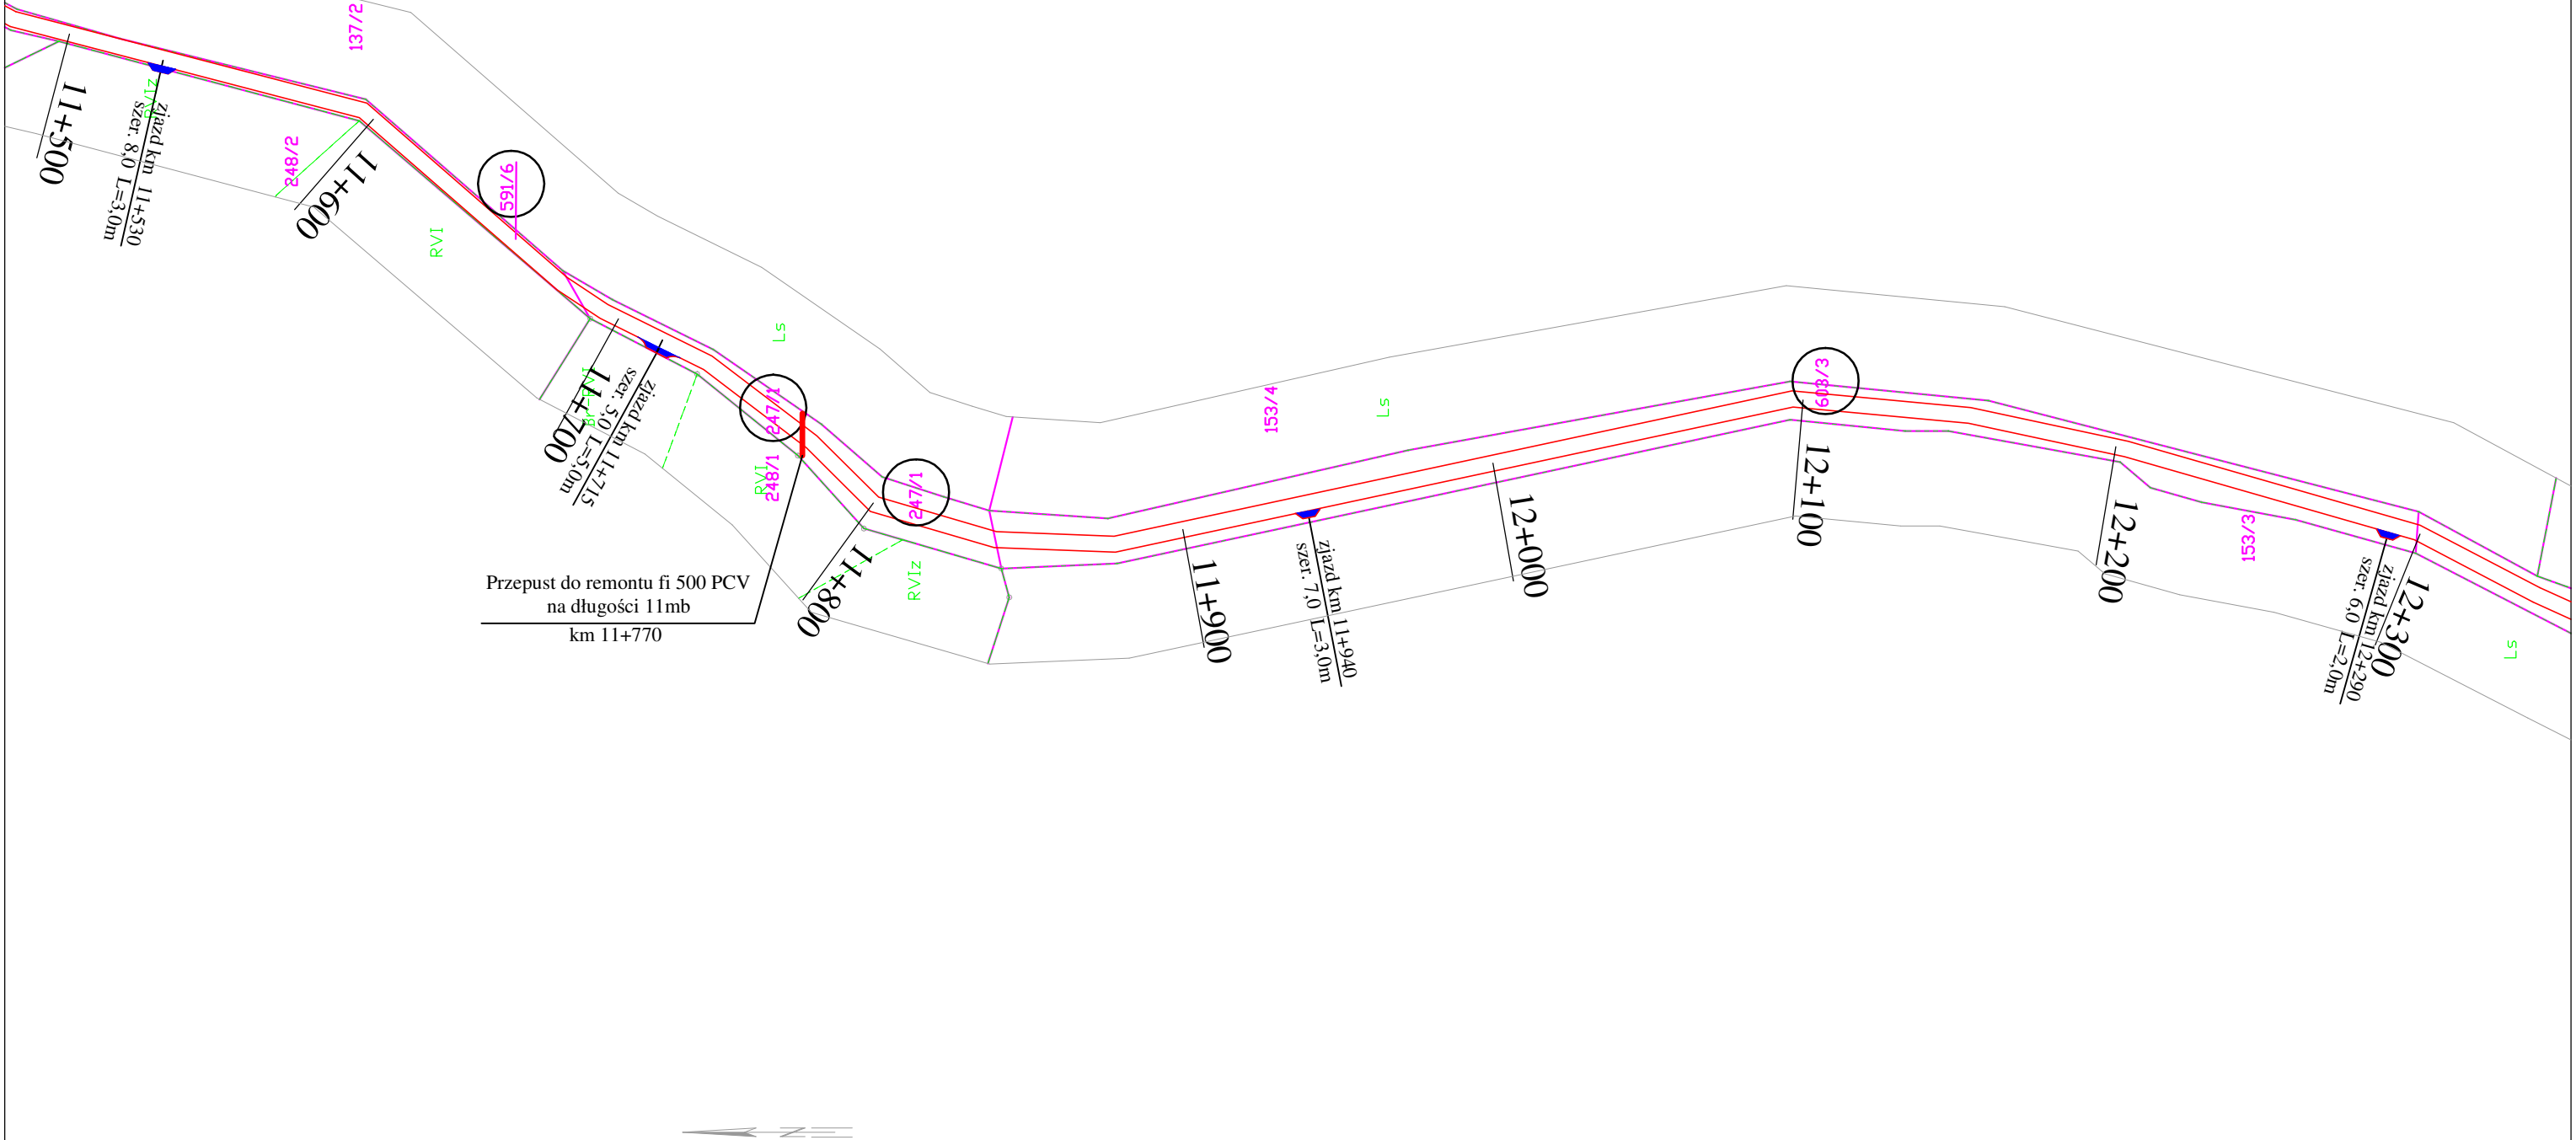 137/2
11+500
RVIz
zjazd km  11+530
szer. 8,0  L=3,0m
248/2
11+600
591/6
RVI
Ls
Br-RVI
11+700
zjazd km 11+715
szer. 5,0  L=5,0m
247/1
RVI
248/1
247/1
Przepust do remontu fi 500 PCV
na długości 11mb
km 11+770
11+800
RVIz
153/4
Ls
11+900
zjazd km 11+940
szer. 7,0  L=3,0m
12+000
603/3
12+100
12+200
153/3
zjazd km 12+290
szer. 6,0  L=2,0m
12+300
Ls
N